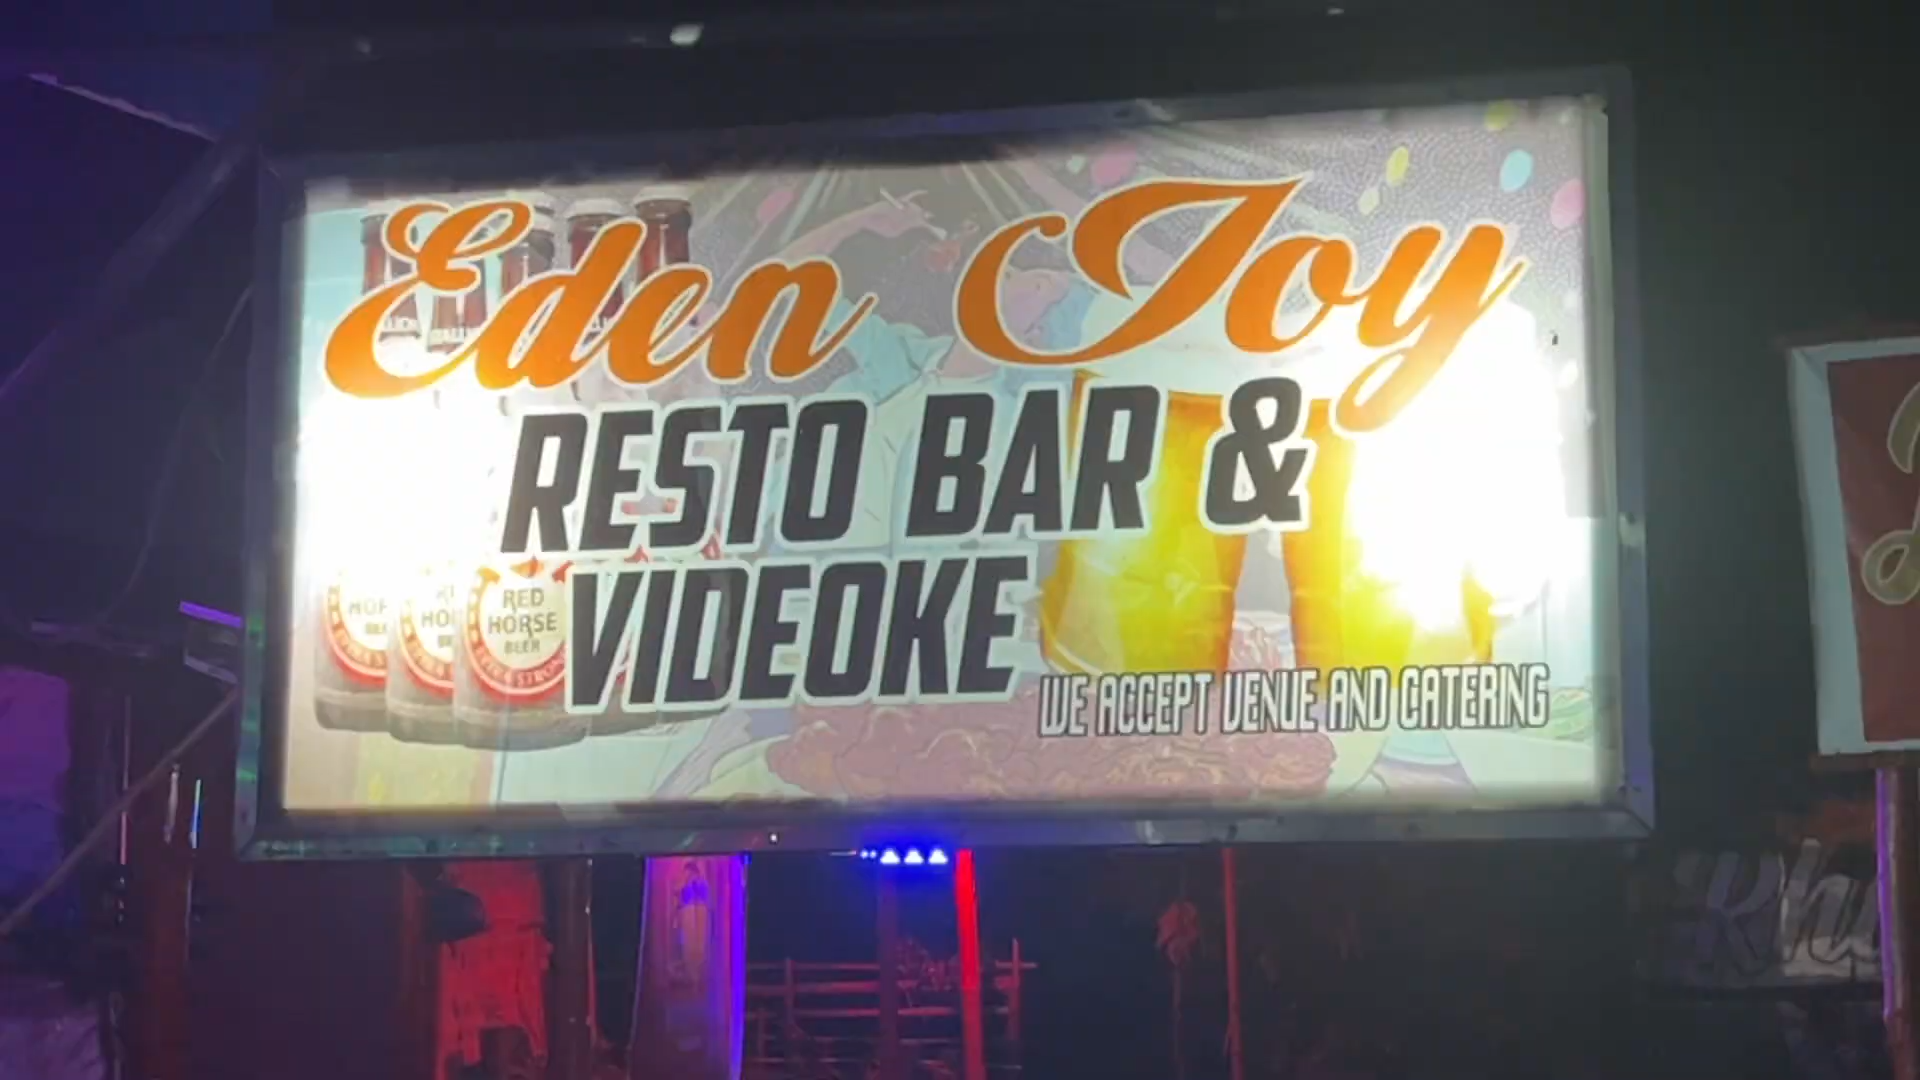 Eden Joy
RESTO BAR &
VIDEOKE
WE ACCEPT VENUE AND CATERING
RED
HORSE
BEER